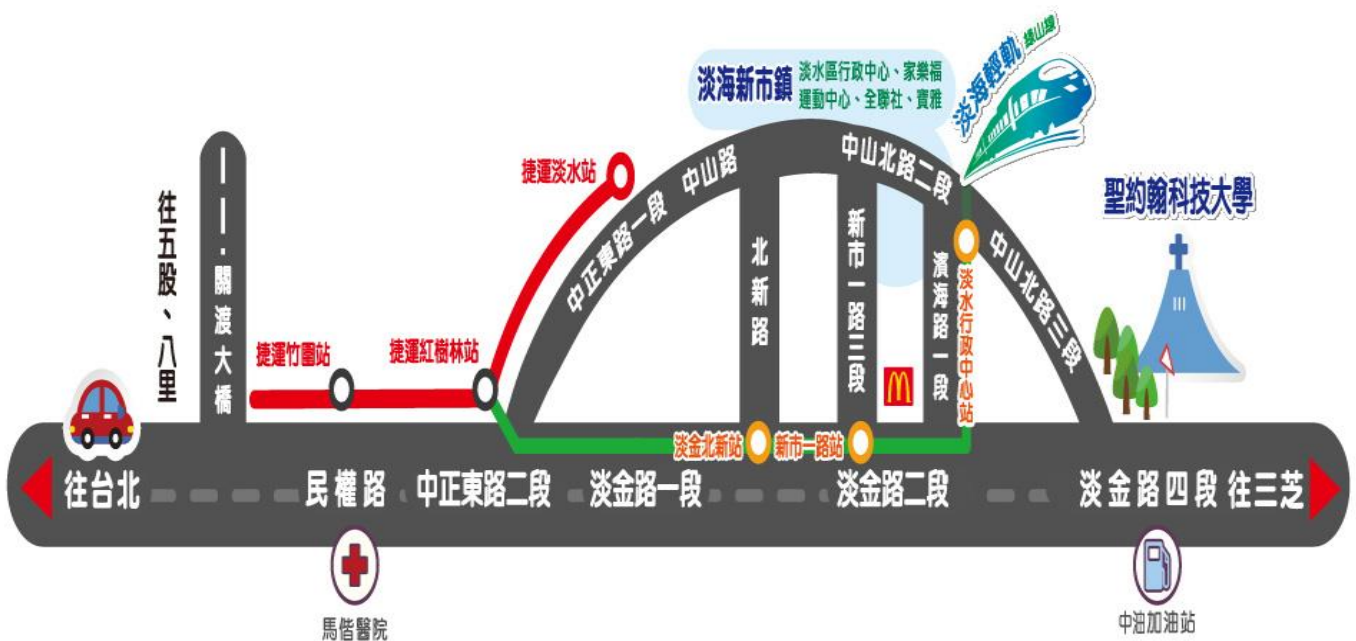 淡海新市鎮
淡水區行政中心、家樂福
運動中心、全聯社、寶雅
淡海輕軌 綠山線
聖約翰科技大學
往五股、八里
關渡大橋
捷運竹圍站
捷運紅樹林站
捷運淡水站
中正東路一段
中山路
中山北路二段
中山北路三段
北新路
新市一路三段
濱海路一段
淡水行政中心站
淡金北新站
新市一路站
往台北
民權路
中正東路二段
淡金路一段
淡金路二段
淡金路四段
往三芝
馬偕醫院
中油加油站